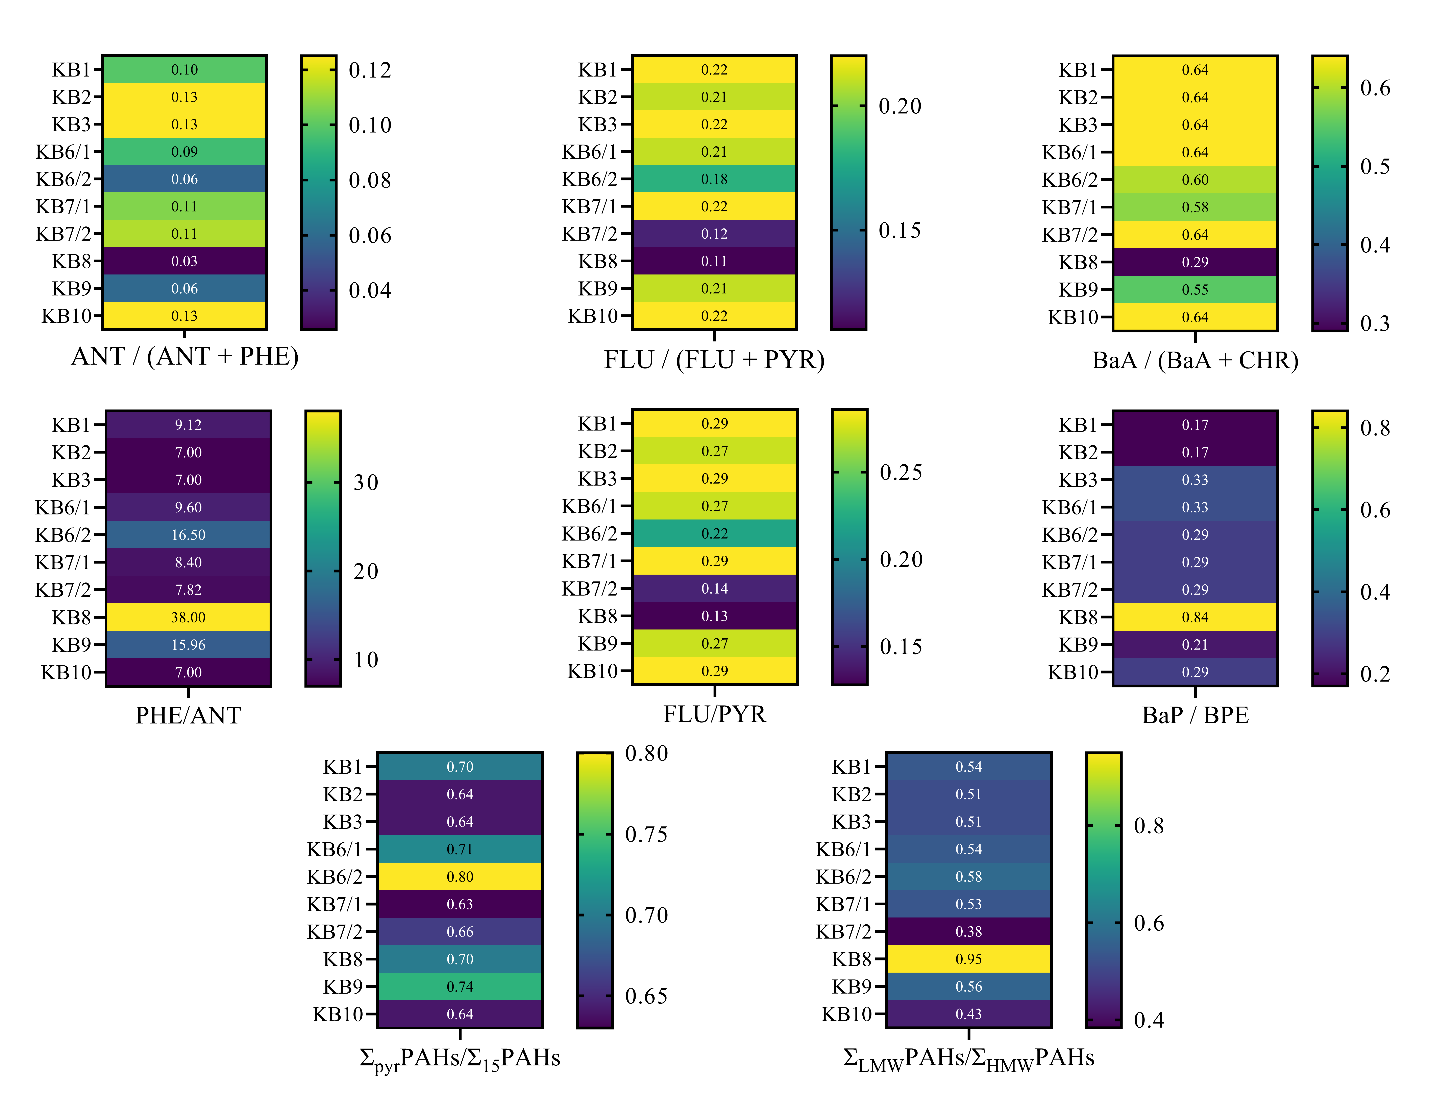 KB1 0.10 0.12
KB2 0.13
KB3 0.13 0.10
KB6/1 0.09
KB6/2 0.06 0.08
KB7/1 0.11
KB7/2 0.11 0.06
KB8 0.03
KB9 0.06 0.04
KB10 0.13
ANT / (ANT + PHE)
KB1 0.22
KB2 0.21 0.20
KB3 0.22
KB6/1 0.21
KB6/2 0.18
KB7/1 0.22
KB7/2 0.12 0.15
KB8 0.11
KB9 0.21
KB10 0.22
FLU / (FLU + PYR)
KB1 0.64 0.6
KB2 0.64
KB3 0.64
KB6/1 0.64 0.5
KB6/2 0.60
KB7/1 0.58
KB7/2 0.64 0.4
KB8 0.29
KB9 0.55
KB10 0.64 0.3
BaA / (BaA + CHR)
KB1 9.12
KB2 7.00
KB3 7.00 30
KB6/1 9.60
KB6/2 16.50
KB7/1 8.40 20
KB7/2 7.82
KB8 38.00
KB9 15.96
KB10 7.00 10
PHE/ANT
KB1 0.29
KB2 0.27
KB3 0.29 0.25
KB6/1 0.27
KB6/2 0.22
KB7/1 0.29 0.20
KB7/2 0.14
KB8 0.13
KB9 0.27 0.15
KB10 0.29
FLU/PYR
KB1 0.17 0.8
KB2 0.17
KB3 0.33
KB6/1 0.33 0.6
KB6/2 0.29
KB7/1 0.29
KB7/2 0.29 0.4
KB8 0.84
KB9 0.21
KB10 0.29 0.2
BaP / BPE
KB1 0.70 0.80
KB2 0.64
KB3 0.64
KB6/1 0.71 0.75
KB6/2 0.80
KB7/1 0.63 0.70
KB7/2 0.66
KB8 0.70
KB9 0.74 0.65
KB10 0.64
ΣpyrPAHs/Σ15PAHs
KB1 0.54
KB2 0.51
KB3 0.51 0.8
KB6/1 0.54
KB6/2 0.58
KB7/1 0.53
KB7/2 0.38 0.6
KB8 0.95
KB9 0.56
KB10 0.43 0.4
ΣLMWPAHs/ΣHMWPAHs